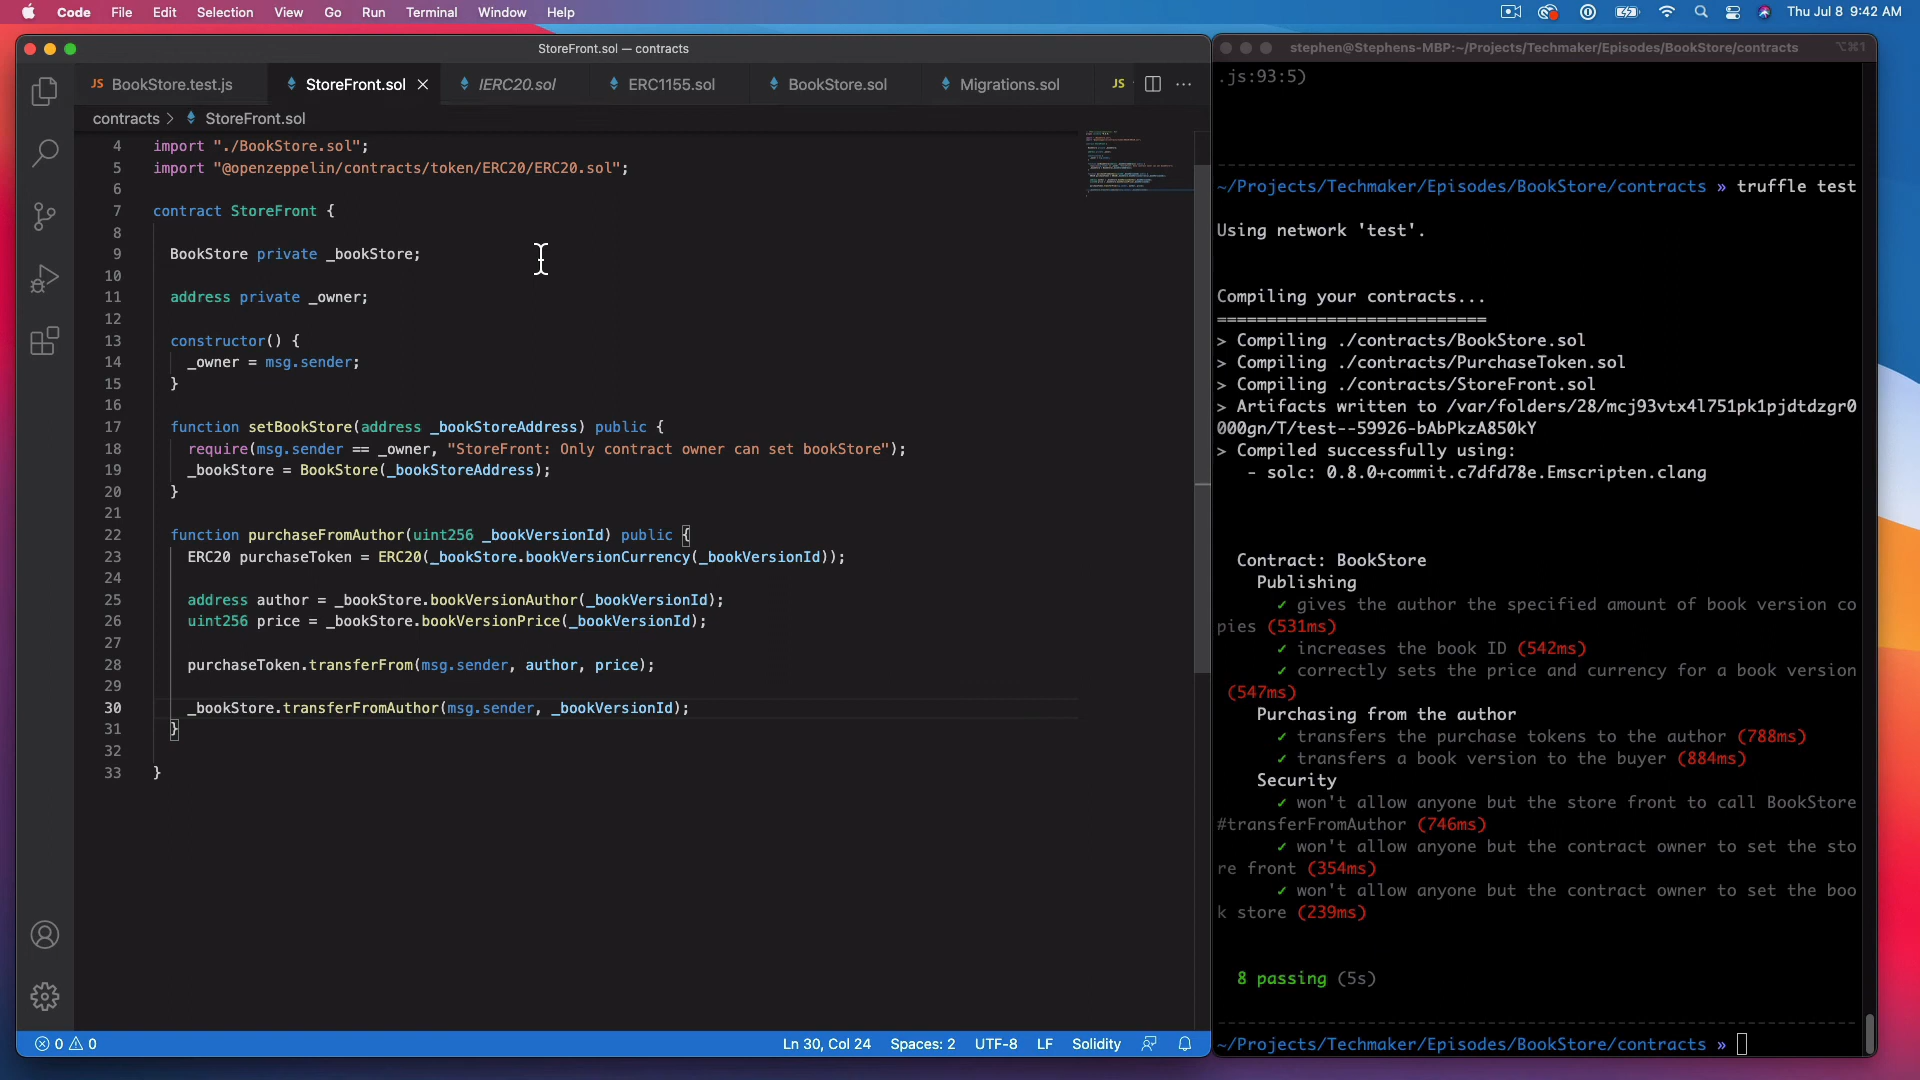 Code File Edit Selection View Go Run Terminal Window Help
Thu Jul 8 9:42 AM
StoreFront.sol — contracts
JS BookStore.test.js
StoreFront.sol
IERC20.sol
ERC1155.sol
BookStore.sol
Migrations.sol
JS
contracts > StoreFront.sol
4 import "./BookStore.sol";
5 import "@openzeppelin/contracts/token/ERC20/ERC20.sol";
6
7 contract StoreFront {
8
9 BookStore private _bookStore;
10
11 address private _owner;
12
13 constructor() {
14 _owner = msg.sender;
15 }
16
17 function setBookStore(address _bookStoreAddress) public {
18 require(msg.sender == _owner, "StoreFront: Only contract owner can set bookStore");
19 _bookStore = BookStore(_bookStoreAddress);
20 }
21
22 function purchaseFromAuthor(uint256 _bookVersionId) public {
23 ERC20 purchaseToken = ERC20(_bookStore.bookVersionCurrency(_bookVersionId));
24
25 address author = _bookStore.bookVersionAuthor(_bookVersionId);
26 uint256 price = _bookStore.bookVersionPrice(_bookVersionId);
27
28 purchaseToken.transferFrom(msg.sender, author, price);
29
30 _bookStore.transferFromAuthor(msg.sender, _bookVersionId);
31 }
32
33 }
0 0
Ln 30, Col 24 Spaces: 2 UTF-8 LF Solidity
stephen@Stephens-MBP:~/Projects/Techmaker/Episodes/BookStore/contracts
⌥⌘1
.js:93:5)
~/Projects/Techmaker/Episodes/BookStore/contracts » truffle test
Using network 'test'.
Compiling your contracts...
===========================
> Compiling ./contracts/BookStore.sol
> Compiling ./contracts/PurchaseToken.sol
> Compiling ./contracts/StoreFront.sol
> Artifacts written to /var/folders/28/mcj93vtx4l751pk1pjdtdzgr0
000gn/T/test--59926-bAbPkzA850kY
> Compiled successfully using:
- solc: 0.8.0+commit.c7dfd78e.Emscripten.clang
Contract: BookStore
Publishing
✓ gives the author the specified amount of book version co
pies (531ms)
✓ increases the book ID (542ms)
✓ correctly sets the price and currency for a book version
(547ms)
Purchasing from the author
✓ transfers the purchase tokens to the author (788ms)
✓ transfers a book version to the buyer (884ms)
Security
✓ won't allow anyone but the store front to call BookStore
#transferFromAuthor (746ms)
✓ won't allow anyone but the contract owner to set the sto
re front (354ms)
✓ won't allow anyone but the contract owner to set the boo
k store (239ms)
8 passing (5s)
~/Projects/Techmaker/Episodes/BookStore/contracts »